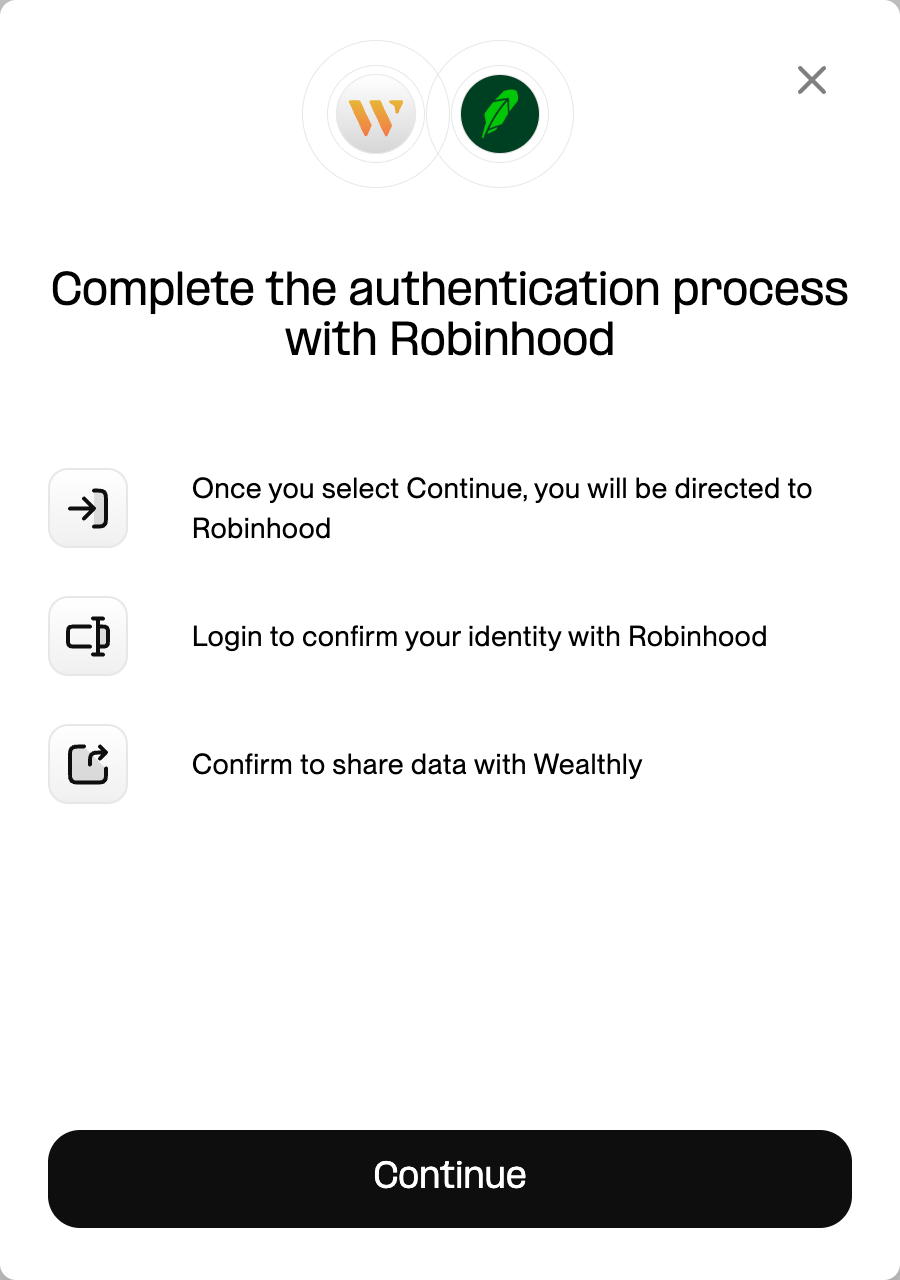 Complete the authentication process
with Robinhood
Once you select Continue, you will be directed to
Robinhood
Login to confirm your identity with Robinhood
Confirm to share data with Wealthly
Continue